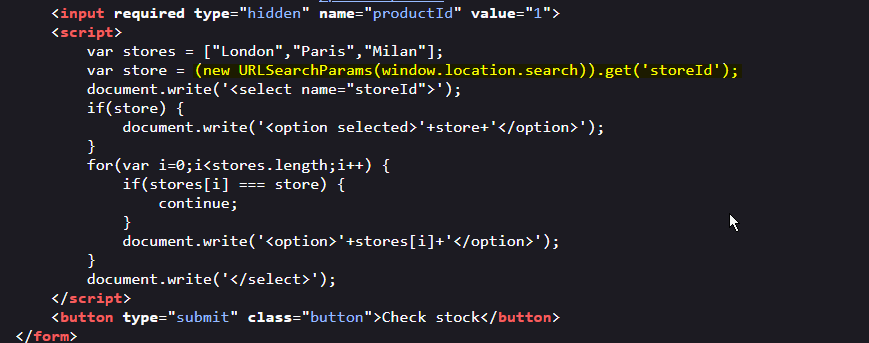 <input required type="hidden" name="productId" value="1">
<script>
var stores = ["London","Paris","Milan"];
var store = (new URLSearchParams(window.location.search)).get('storeId');
document.write('<select name="storeId">');
if(store) {
document.write('<option selected>'+store+'</option>');
}
for(var i=0;i<stores.length;i++) {
if(stores[i] === store) {
continue;
}
document.write('<option>'+stores[i]+'</option>');
}
document.write('</select>');
</script>
<button type="submit" class="button">Check stock</button>
</form>